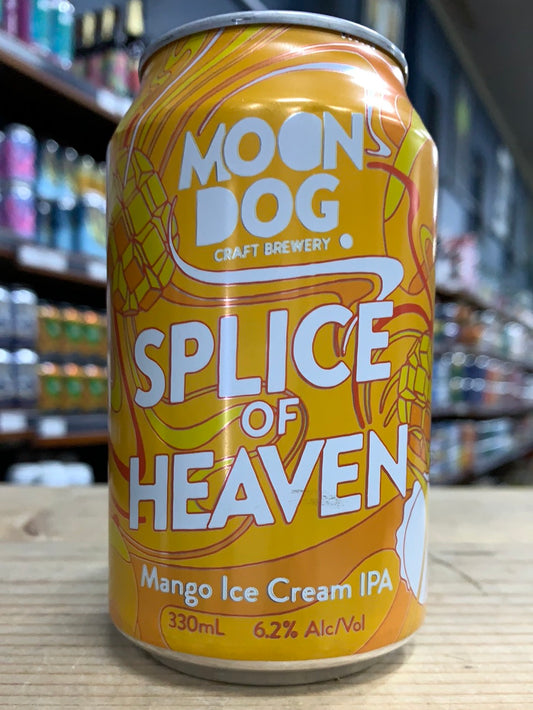 MOON
DOG
CRAFT BREWERY
SPLICE
OF
HEAVEN
Mango Ice Cream IPA
330mL 6.2% Alc/Vol